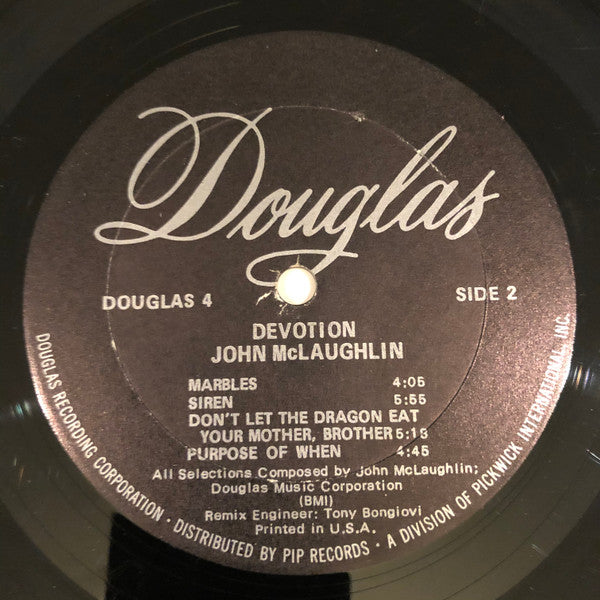 Douglas
DOUGLAS 4 SIDE 2
DEVOTION
JOHN McLAUGHLIN
MARBLES 4:05
SIREN 5:55
DON'T LET THE DRAGON EAT
YOUR MOTHER, BROTHER 5:18
PURPOSE OF WHEN 4:45
All Selections Composed by John McLaughlin;
Douglas Music Corporation
(BMI)
Remix Engineer: Tony Bongiovi
Printed in U.S.A.
DOUGLAS RECORDING CORPORATION · DISTRIBUTED BY PIP RECORDS · A DIVISION OF PICKWICK INTERNATIONAL, INC.